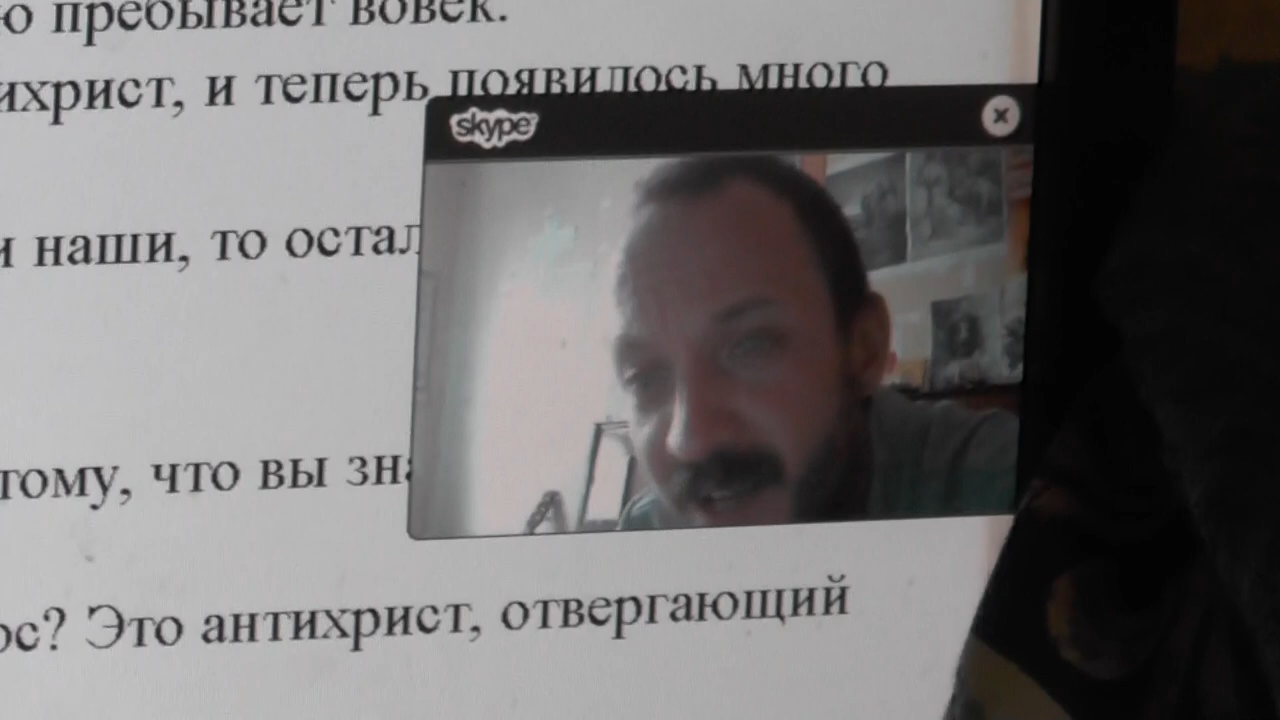 ю пребывает вовек.
ихрист, и теперь появилось много
skype
и наши, то остал
тому, что вы зна
ос? Это антихрист, отвергающий